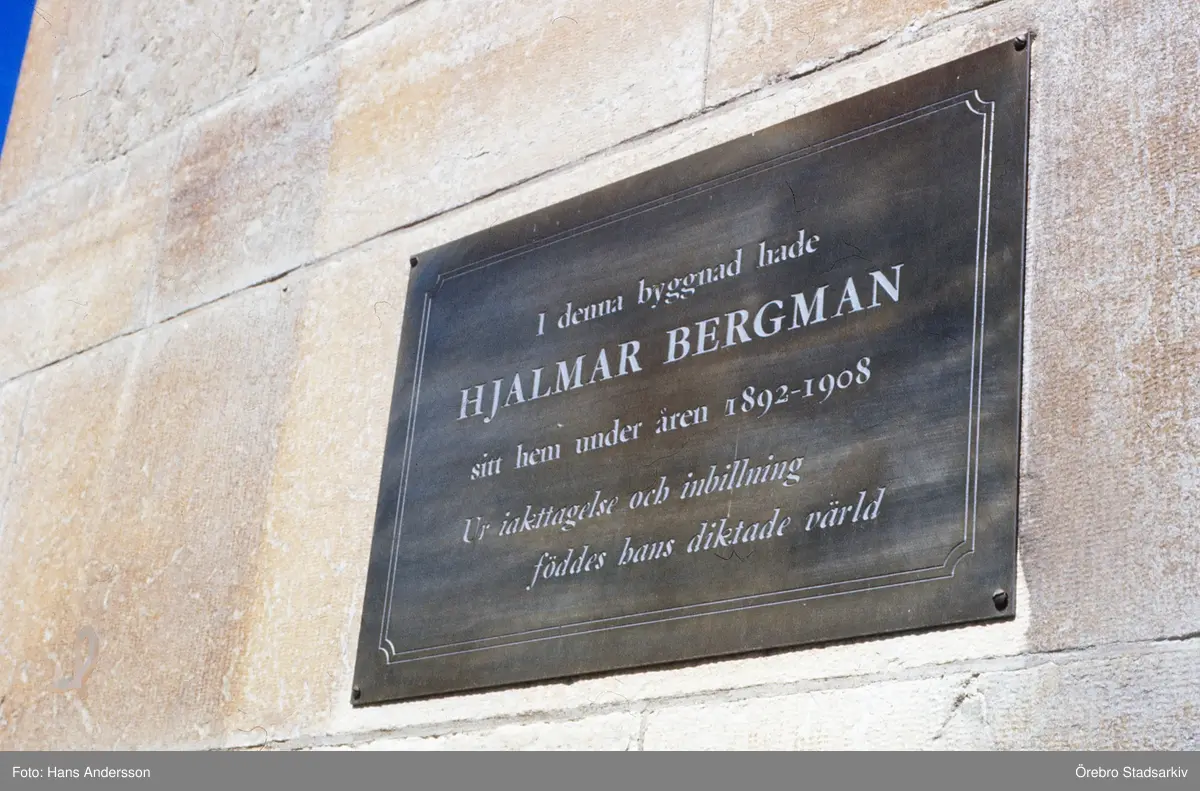 I denna byggnad hade
HJALMAR BERGMAN
sitt hem under åren 1892-1908
Ur iakttagelse och inbillning
föddes hans diktade värld
Foto: Hans Andersson
Örebro Stadsarkiv